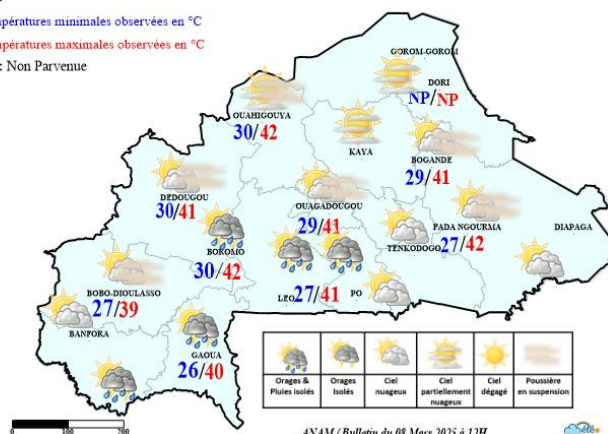 mpératures minimales observées en °C
mpératures maximales observées en °C
: Non Parvenue
GOROM-GOROM
DORI
NP/NP
OUAHIGOUYA
30/42
KAYA
BOGANDE
29/41
DEDOUGOU
30/41
OUAGADOUGOU
29/41
FADA NGOURMA
27/42
DIAPAGA
BOROMO
30/42
TENKODOGO
BOBO-DIOULASSO
27/39
LEO 27/41
PO
BANFORA
GAOUA
26/40
Orages & Pluies isolés
Orages Isolés
Ciel nuageux
Ciel partiellement nuageux
Ciel dégagé
Poussière en suspension
0 100 200
ANAM / Bulletin du 08 Mars 2025 à 12H